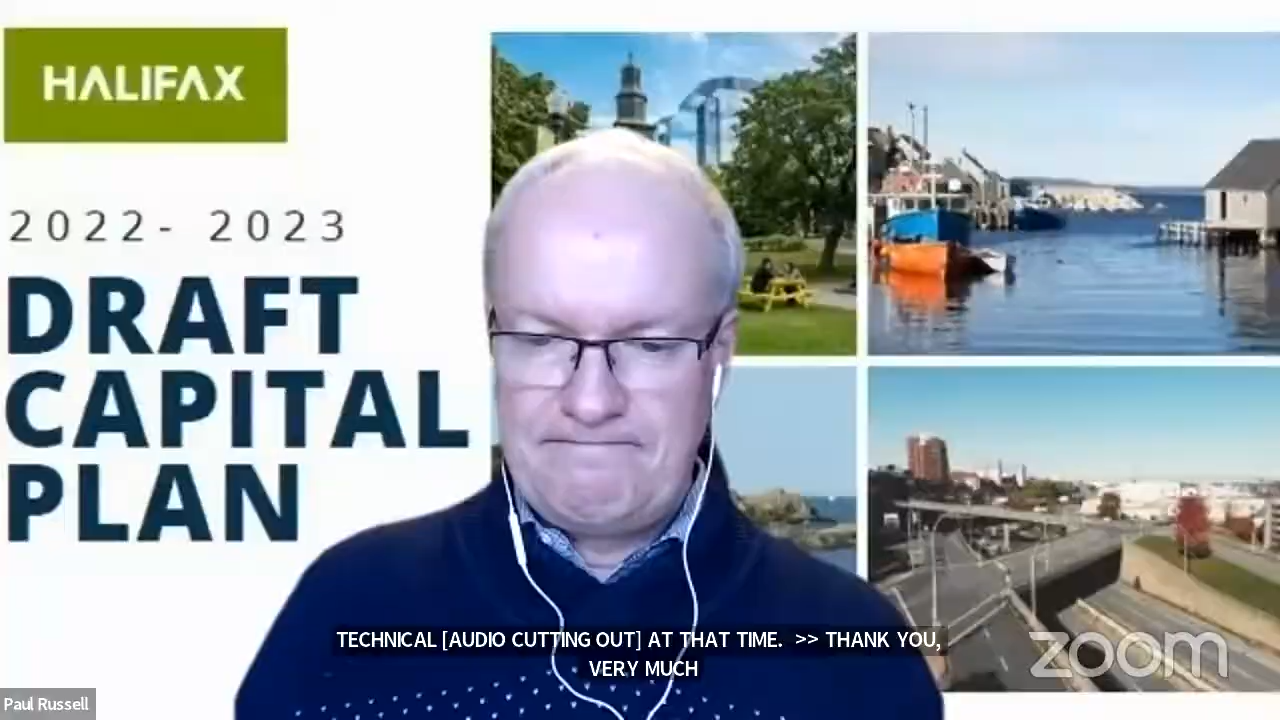 HALIFAX
2022- 2023
DRAFT
CAPITAL
PLAN
TECHNICAL [AUDIO CUTTING OUT] AT THAT TIME.  >> THANK YOU,
VERY MUCH
zoom
Paul Russell